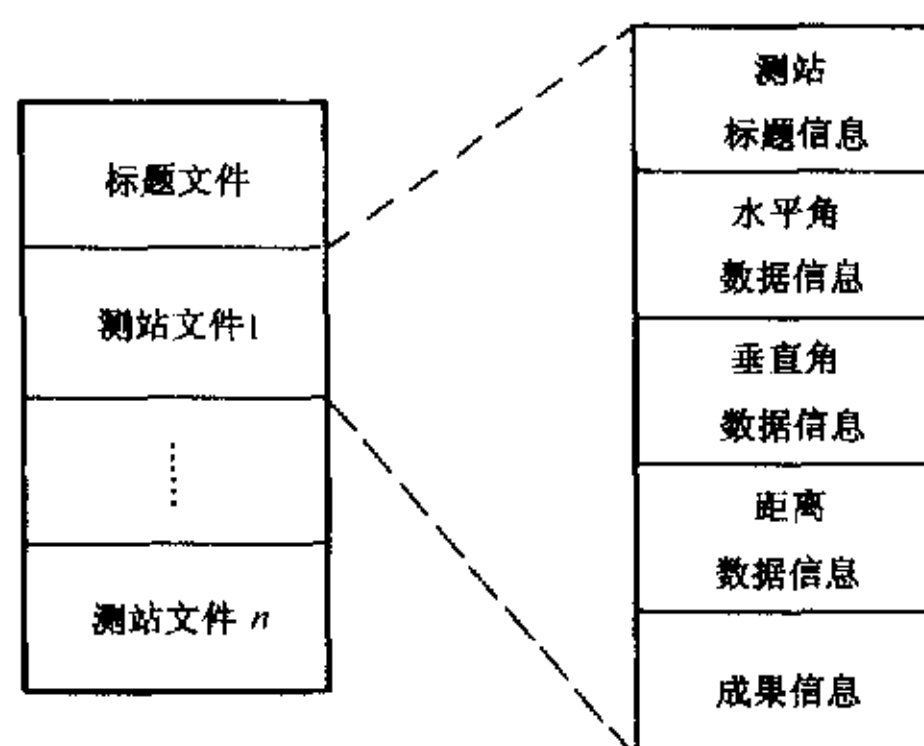 标题文件
测站文件1
……
测站文件 n
测站
标题信息
水平角
数据信息
垂直角
数据信息
距离
数据信息
成果信息